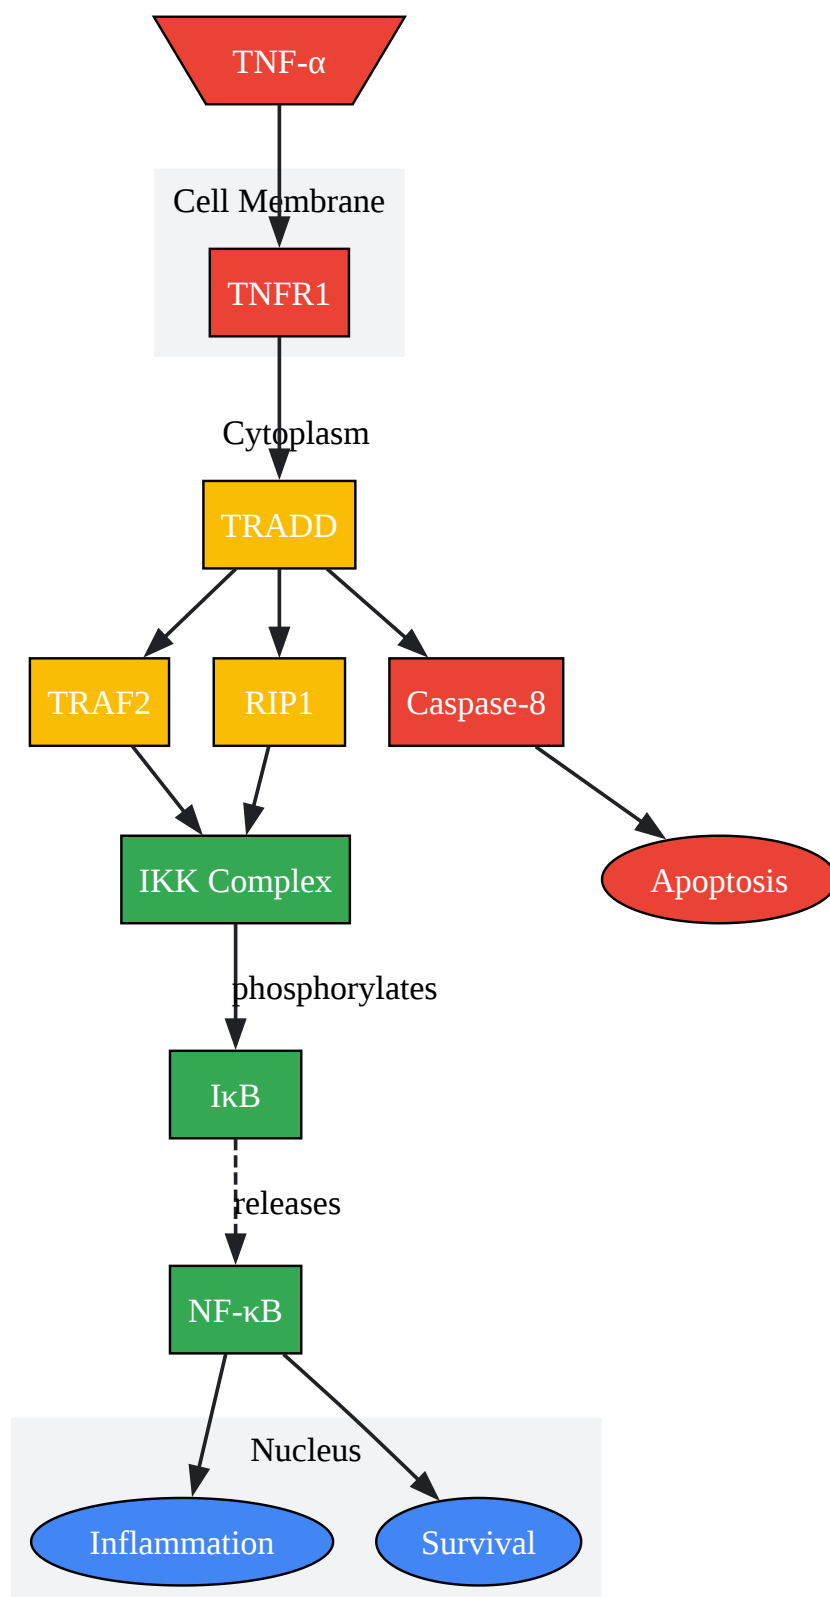 TNF-α
Cell Membrane
TNFR1
Cytoplasm
TRADD
TRAF2
RIP1
Caspase-8
IKK Complex
Apoptosis
phosphorylates
IκB
releases
NF-κB
Nucleus
Inflammation
Survival